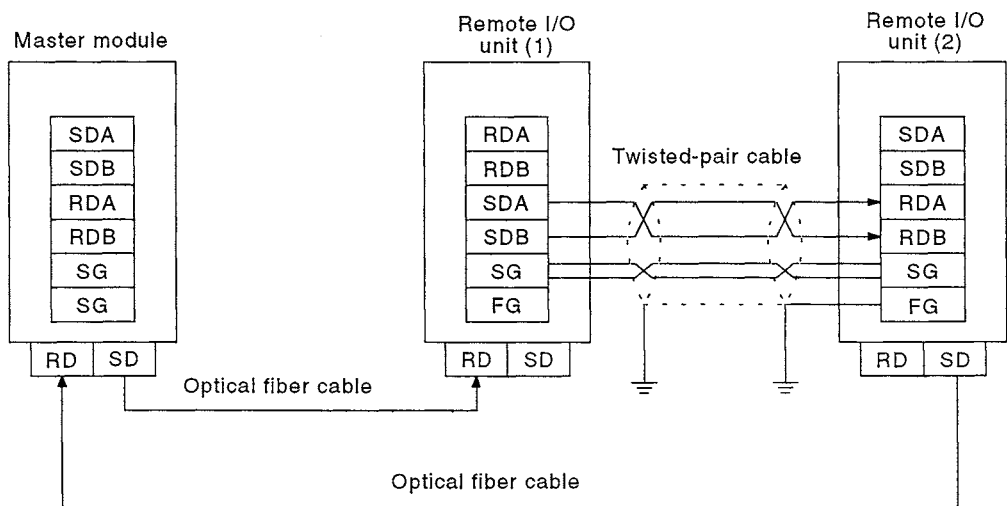 Master module
Remote I/O
unit (1)
Remote I/O
unit (2)
SDA
SDB
RDA
RDB
SG
SG
RD
SD
RDA
RDB
SDA
SDB
SG
FG
RD
SD
Twisted-pair cable
SDA
SDB
RDA
RDB
SG
FG
RD
SD
Optical fiber cable
Optical fiber cable